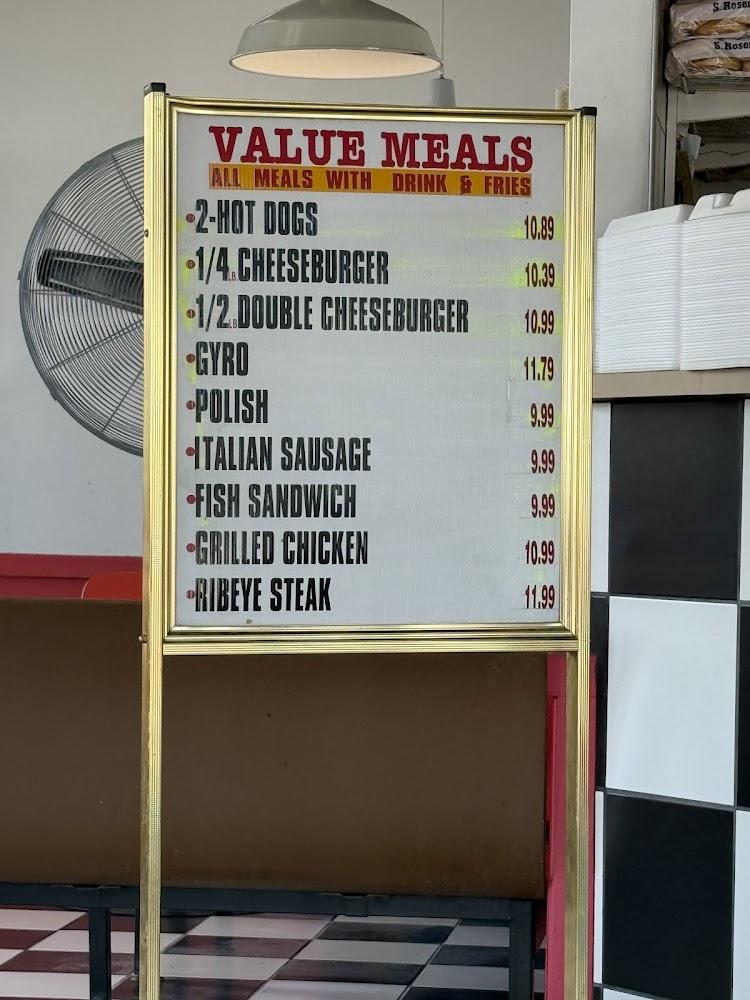 S. Rosen
S. Rosen
VALUE MEALS
ALL MEALS WITH DRINK & FRIES
2-HOT DOGS 10.89
1/4 LB. CHEESEBURGER 10.39
1/2 LB. DOUBLE CHEESEBURGER 10.99
GYRO 11.79
POLISH 9.99
ITALIAN SAUSAGE 9.99
FISH SANDWICH 9.99
GRILLED CHICKEN 10.99
RIBEYE STEAK 11.99